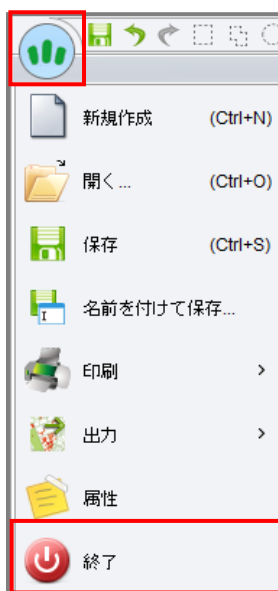 新規作成 (Ctrl+N)
開く... (Ctrl+O)
保存 (Ctrl+S)
名前を付けて保存...
印刷 >
出力 >
属性
終了